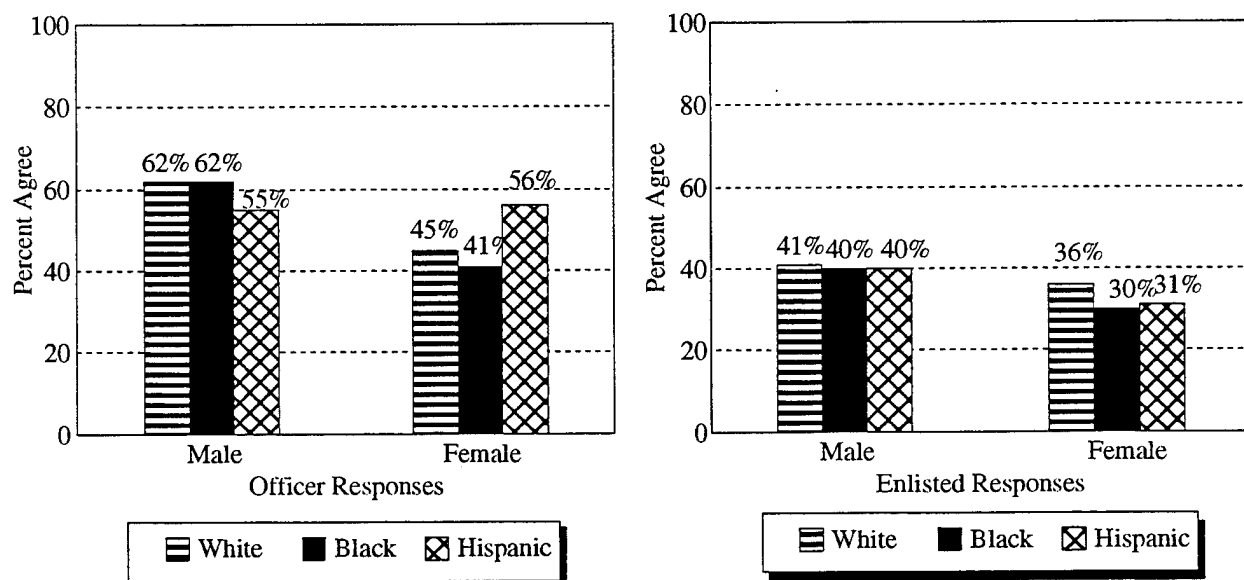 100
80
60
40
20
0
Percent Agree
62% 62%
55%
45%
41%
56%
Male Female
Officer Responses
White Black Hispanic
100
80
60
40
20
0
Percent Agree
41% 40% 40%
36%
30% 31%
Male Female
Enlisted Responses
White Black Hispanic